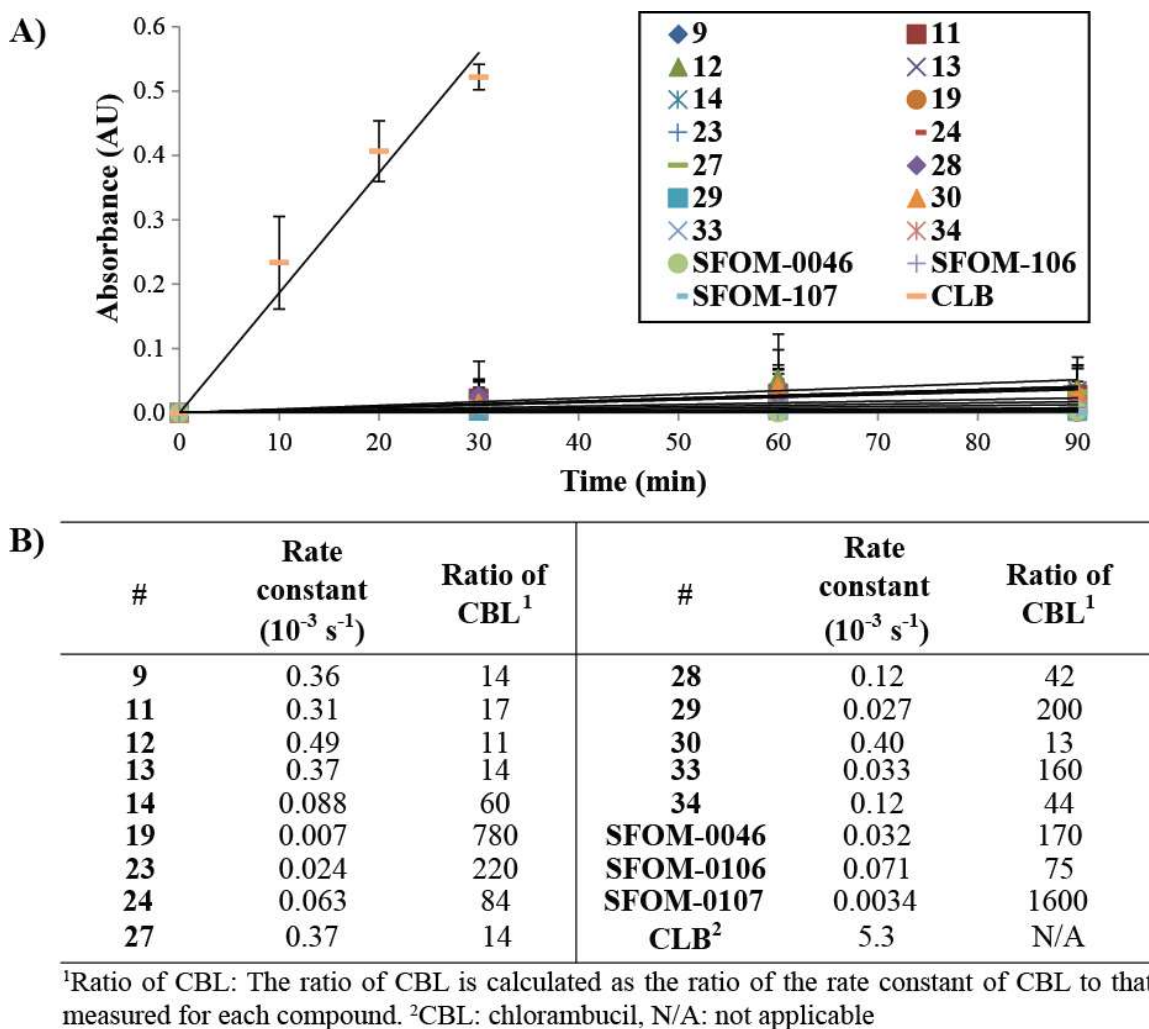 A)
Absorbance (AU)
0.6
0.5
0.4
0.3
0.2
0.1
0.0
0 10 20 30 40 50 60 70 80 90
Time (min)
9 11
12 13
14 19
23 24
27 28
29 30
33 34
SFOM-0046 SFOM-106
SFOM-107 CLB
B)
# Rate constant (10⁻³ s⁻¹) Ratio of CBL¹ # Rate constant (10⁻³ s⁻¹) Ratio of CBL¹
9 0.36 14 28 0.12 42
11 0.31 17 29 0.027 200
12 0.49 11 30 0.40 13
13 0.37 14 33 0.033 160
14 0.088 60 34 0.12 44
19 0.007 780 SFOM-0046 0.032 170
23 0.024 220 SFOM-0106 0.071 75
24 0.063 84 SFOM-0107 0.0034 1600
27 0.37 14 CLB² 5.3 N/A
¹Ratio of CBL: The ratio of CBL is calculated as the ratio of the rate constant of CBL to that
measured for each compound. ²CBL: chlorambucil, N/A: not applicable